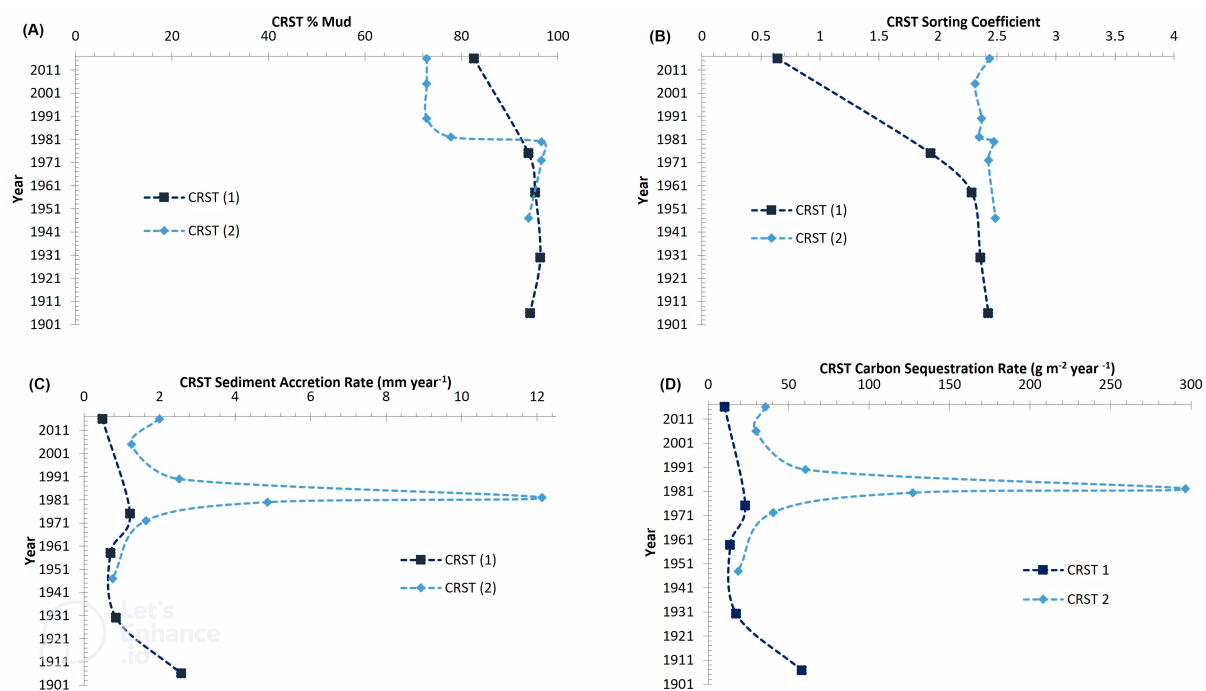 (A)
CRST % Mud
0 20 40 60 80 100
2011
2001
1991
1981
1971
1961
1951
1941
1931
1921
1911
1901
Year
CRST (1)
CRST (2)
(B)
CRST Sorting Coefficient
0 0.5 1 1.5 2 2.5 3 3.5 4
2011
2001
1991
1981
1971
1961
1951
1941
1931
1921
1911
1901
Year
CRST (1)
CRST (2)
(C)
CRST Sediment Accretion Rate (mm year⁻¹)
0 2 4 6 8 10 12
2011
2001
1991
1981
1971
1961
1951
1941
1931
1921
1911
1901
Year
CRST (1)
CRST (2)
Let's
Enhance
.io
(D)
CRST Carbon Sequestration Rate (g m⁻² year ⁻¹)
0 50 100 150 200 250 300
2011
2001
1991
1981
1971
1961
1951
1941
1931
1921
1911
1901
Year
CRST 1
CRST 2